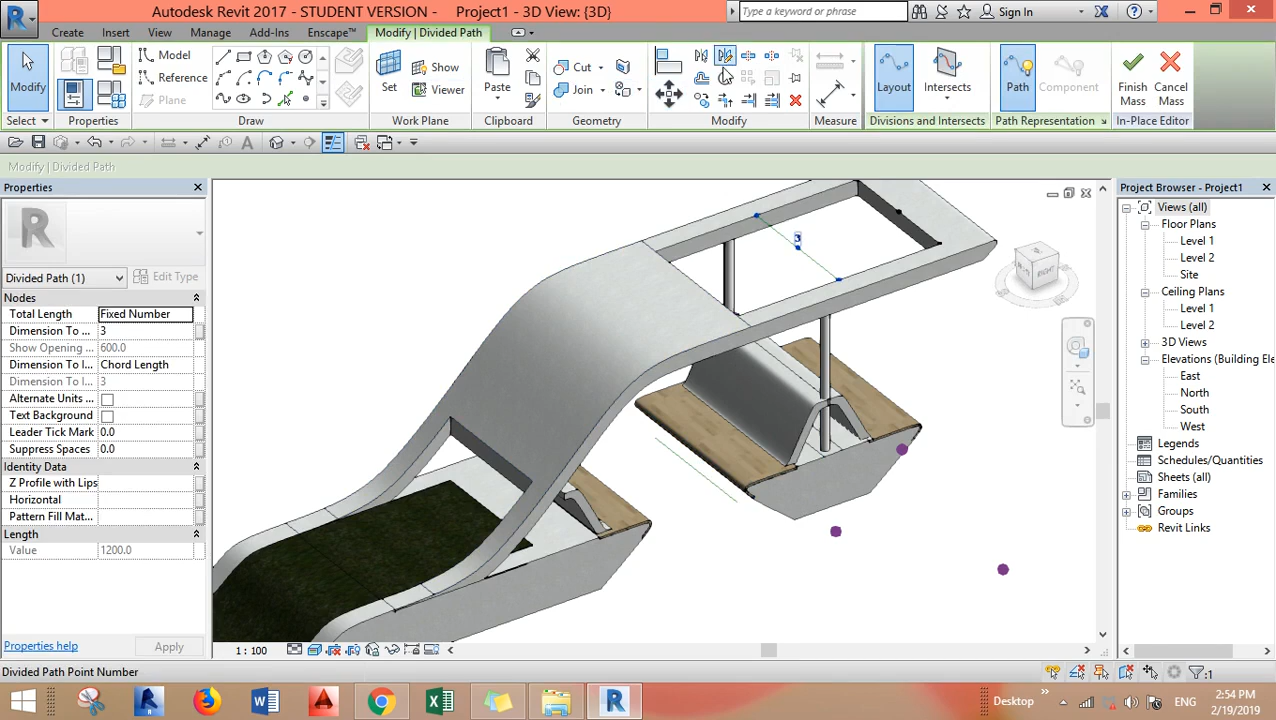 Autodesk Revit 2017 - STUDENT VERSION - Project1 - 3D View: {3D}
Type a keyword or phrase
Sign In
Create Insert View Manage Add-Ins Enscape™ Modify | Divided Path
Modify
Model
Reference
Plane
Set
Show
Viewer
Paste
Cut
Join
Layout
Intersects
Path
Component
Finish Mass
Cancel Mass
Select Properties Draw Work Plane Clipboard Geometry Modify Measure Divisions and Intersects Path Representation In-Place Editor
Modify | Divided Path
Properties
R
Divided Path (1)
Edit Type
Nodes
Total Length Fixed Number
Dimension To ... 3
Show Opening ... 600.0
Dimension To I... Chord Length
Dimension To I... 3
Alternate Units ...
Text Background
Leader Tick Mark 0.0
Suppress Spaces 0.0
Identity Data
Z Profile with Lips
Horizontal
Pattern Fill Mat...
Length
Value 1200.0
Properties help
Apply
3
RIGHT
1 : 100
Project Browser - Project1
Views (all)
Floor Plans
Level 1
Level 2
Site
Ceiling Plans
Level 1
Level 2
3D Views
Elevations (Building Ele
East
North
South
West
Legends
Schedules/Quantities
Sheets (all)
Families
Groups
Revit Links
Divided Path Point Number
:1
Desktop
ENG
2:54 PM
2/19/2019